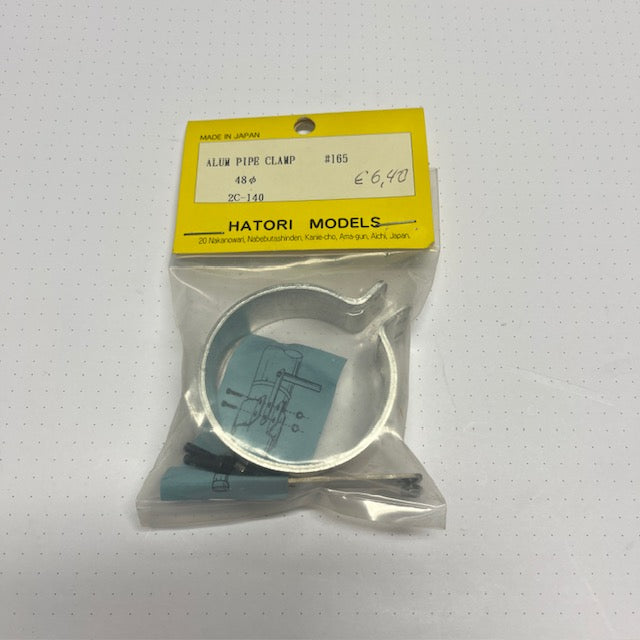 MADE IN JAPAN
ALUM PIPE CLAMP #165
48φ €6,40
2C-140
HATORI MODELS
20 Nakanowari, Nabebutashinden, Kanie-cho, Ama-gun, Aichi, Japan.